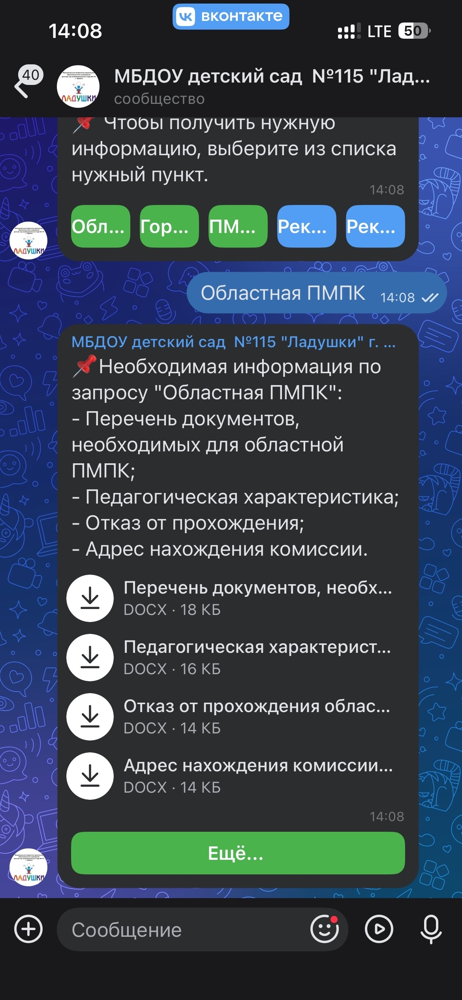 вконтакте
14:08
LTE 50
40
МБДОУ детский сад №115 "Лад...
сообщество
📌 Чтобы получить нужную
информацию, выберите из списка
нужный пункт.
14:08
Обл... Гор... ПМ... Рек... Рек...
ЛАДУШКИ
Областная ПМПК 14:08
МБДОУ детский сад №115 "Ладушки" г. ...
📌Необходимая информация по
запросу "Областная ПМПК":
- Перечень документов,
необходимых для областной
ПМПК;
- Педагогическая характеристика;
- Отказ от прохождения;
- Адрес нахождения комиссии.
Перечень документов, необх...
DOCX · 18 КБ
Педагогическая характерист...
DOCX · 16 КБ
Отказ от прохождения облас...
DOCX · 14 КБ
Адрес нахождения комиссии...
DOCX · 14 КБ
14:08
Ещё...
ЛАДУШКИ
Сообщение